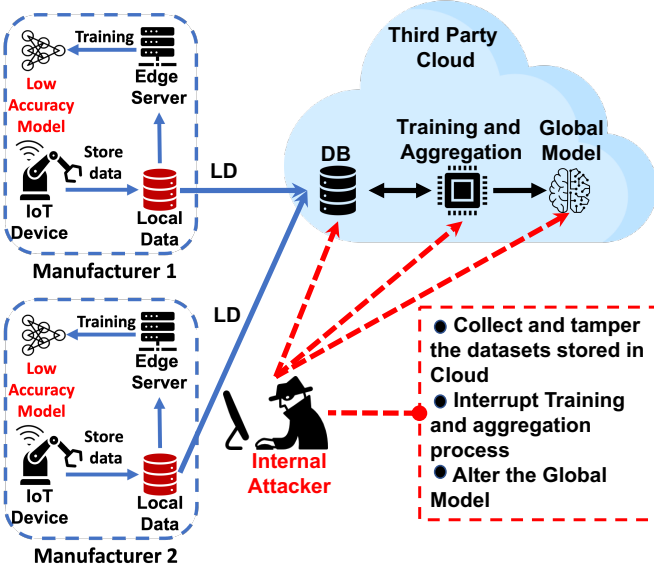 Training
Edge
Server
Low
Accuracy
Model
Store
data
IoT
Device
Local
Data
Manufacturer 1
LD
Third Party
Cloud
DB
Training and
Aggregation
Global
Model
Training
Edge
Server
Low
Accuracy
Model
Store
data
IoT
Device
Local
Data
Manufacturer 2
LD
Internal
Attacker
● Collect and tamper
the datasets stored in
Cloud
● Interrupt Training
and aggregation
process
● Alter the Global
Model